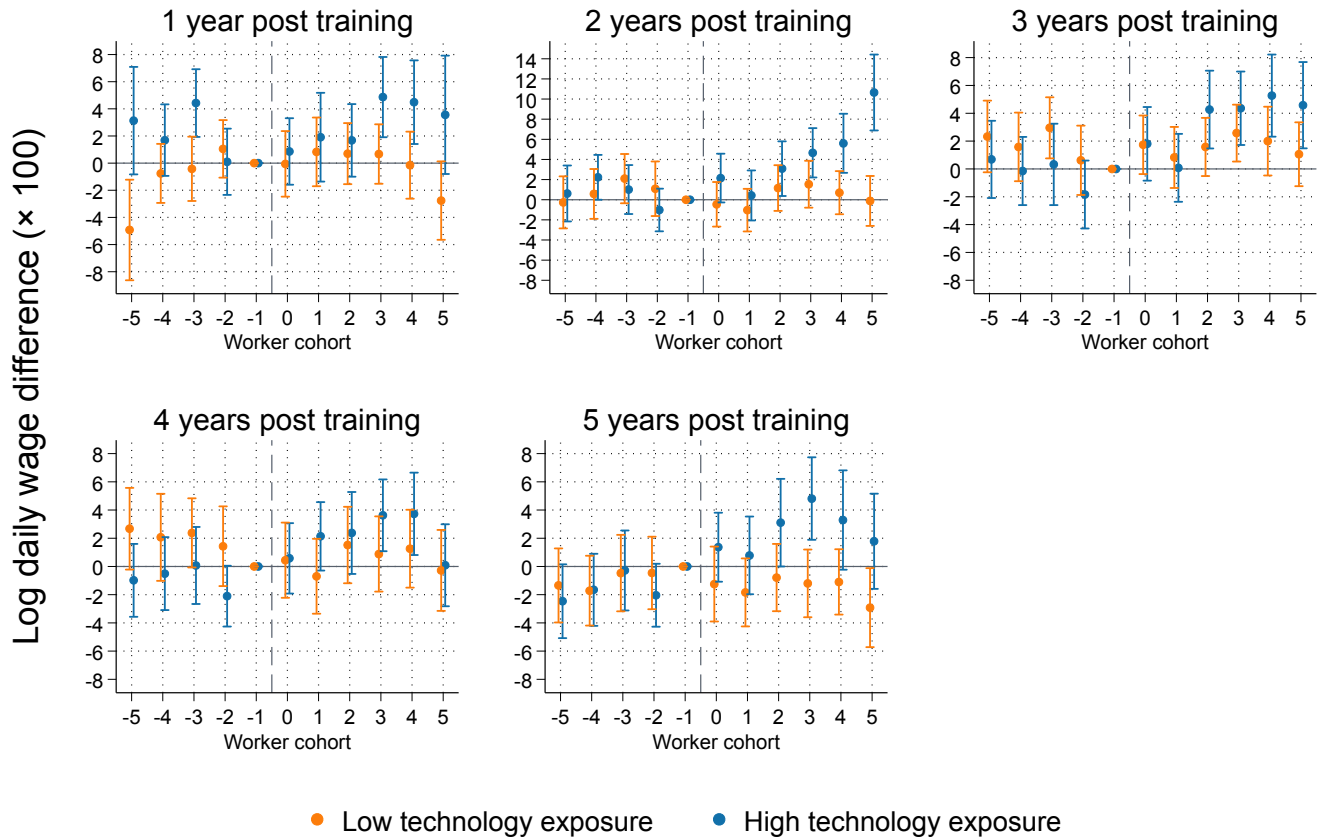 Log daily wage difference (× 100)
1 year post training
8
6
4
2
0
-2
-4
-6
-8
-5 -4 -3 -2 -1 0 1 2 3 4 5
Worker cohort
2 years post training
14
12
10
8
6
4
2
0
-2
-4
-6
-8
-5 -4 -3 -2 -1 0 1 2 3 4 5
Worker cohort
3 years post training
8
6
4
2
0
-2
-4
-6
-8
-5 -4 -3 -2 -1 0 1 2 3 4 5
Worker cohort
4 years post training
8
6
4
2
0
-2
-4
-6
-8
-5 -4 -3 -2 -1 0 1 2 3 4 5
Worker cohort
5 years post training
8
6
4
2
0
-2
-4
-6
-8
-5 -4 -3 -2 -1 0 1 2 3 4 5
Worker cohort
Low technology exposure High technology exposure